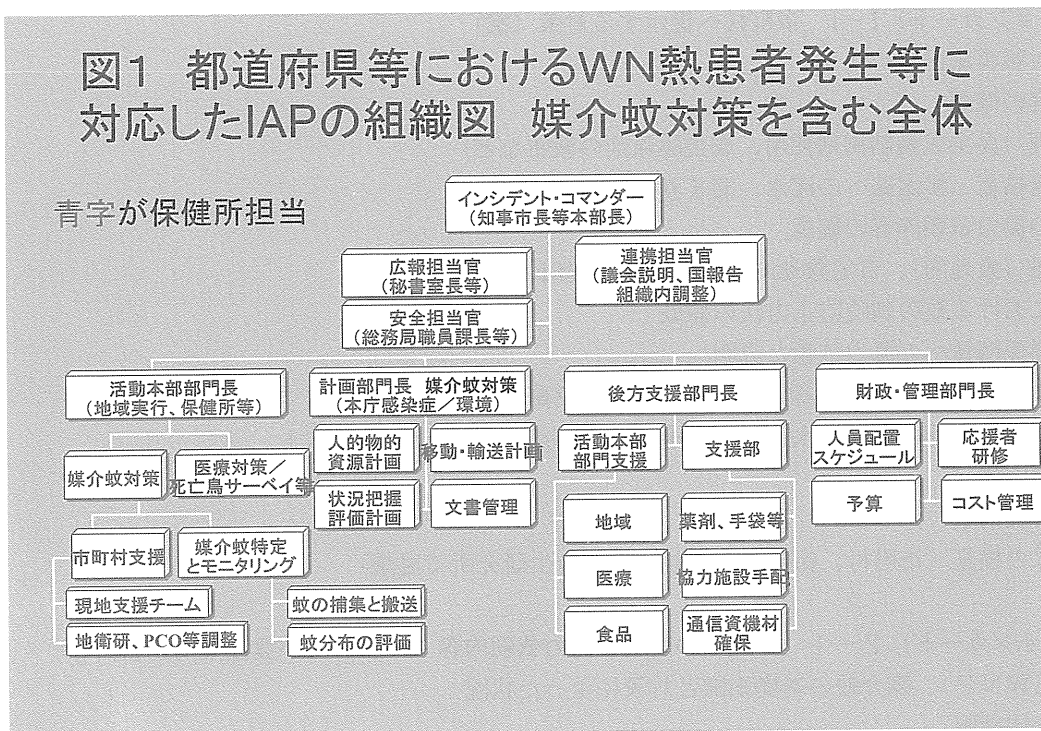 図1 都道府県等におけるWN熱患者発生等に
対応したIAPの組織図 媒介蚊対策を含む全体
青字が保健所担当
インシデント・コマンダー
（知事市長等本部長）
広報担当官
（秘書室長等）
連携担当官
（議会説明、国報告
組織内調整）
安全担当官
（総務局職員課長等）
活動本部部門長
（地域実行、保健所等）
媒介蚊対策
医療対策／
死亡鳥サーベイ等
市町村支援
媒介蚊特定
とモニタリング
現地支援チーム
地衛研、PCO等調整
蚊の捕集と搬送
蚊分布の評価
計画部門長 媒介蚊対策
（本庁感染症／環境）
人的物的
資源計画
移動・輸送計画
状況把握
評価計画
文書管理
後方支援部門長
活動本部
部門支援
支援部
地域
医療
食品
薬剤、手袋等
協力施設手配
通信資機材
確保
財政・管理部門長
人員配置
スケジュール
応援者
研修
予算
コスト管理